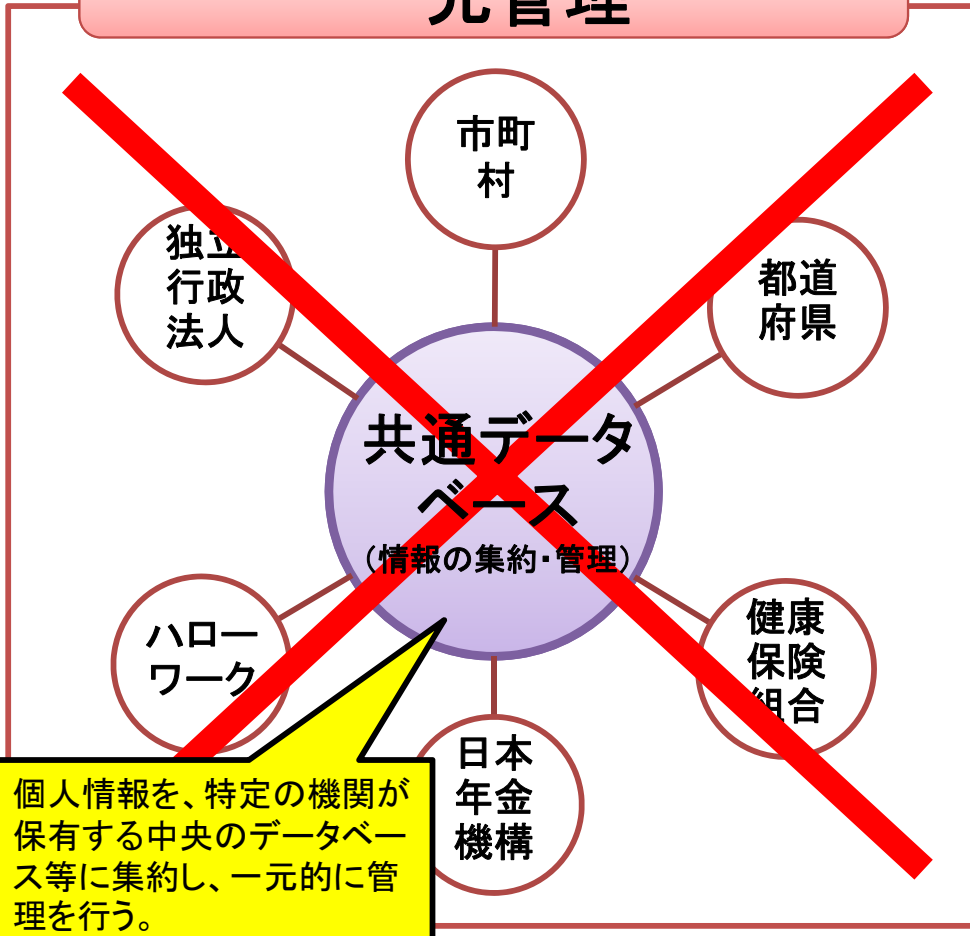 元管理
市町
村
独立
行政
法人
都道
府県
共通データ
ベース
（情報の集約・管理）
ハロー
ワーク
健康
保険
組合
日本
年金
機構
個人情報を、特定の機関が
保有する中央のデータベー
ス等に集約し、一元的に管
理を行う。